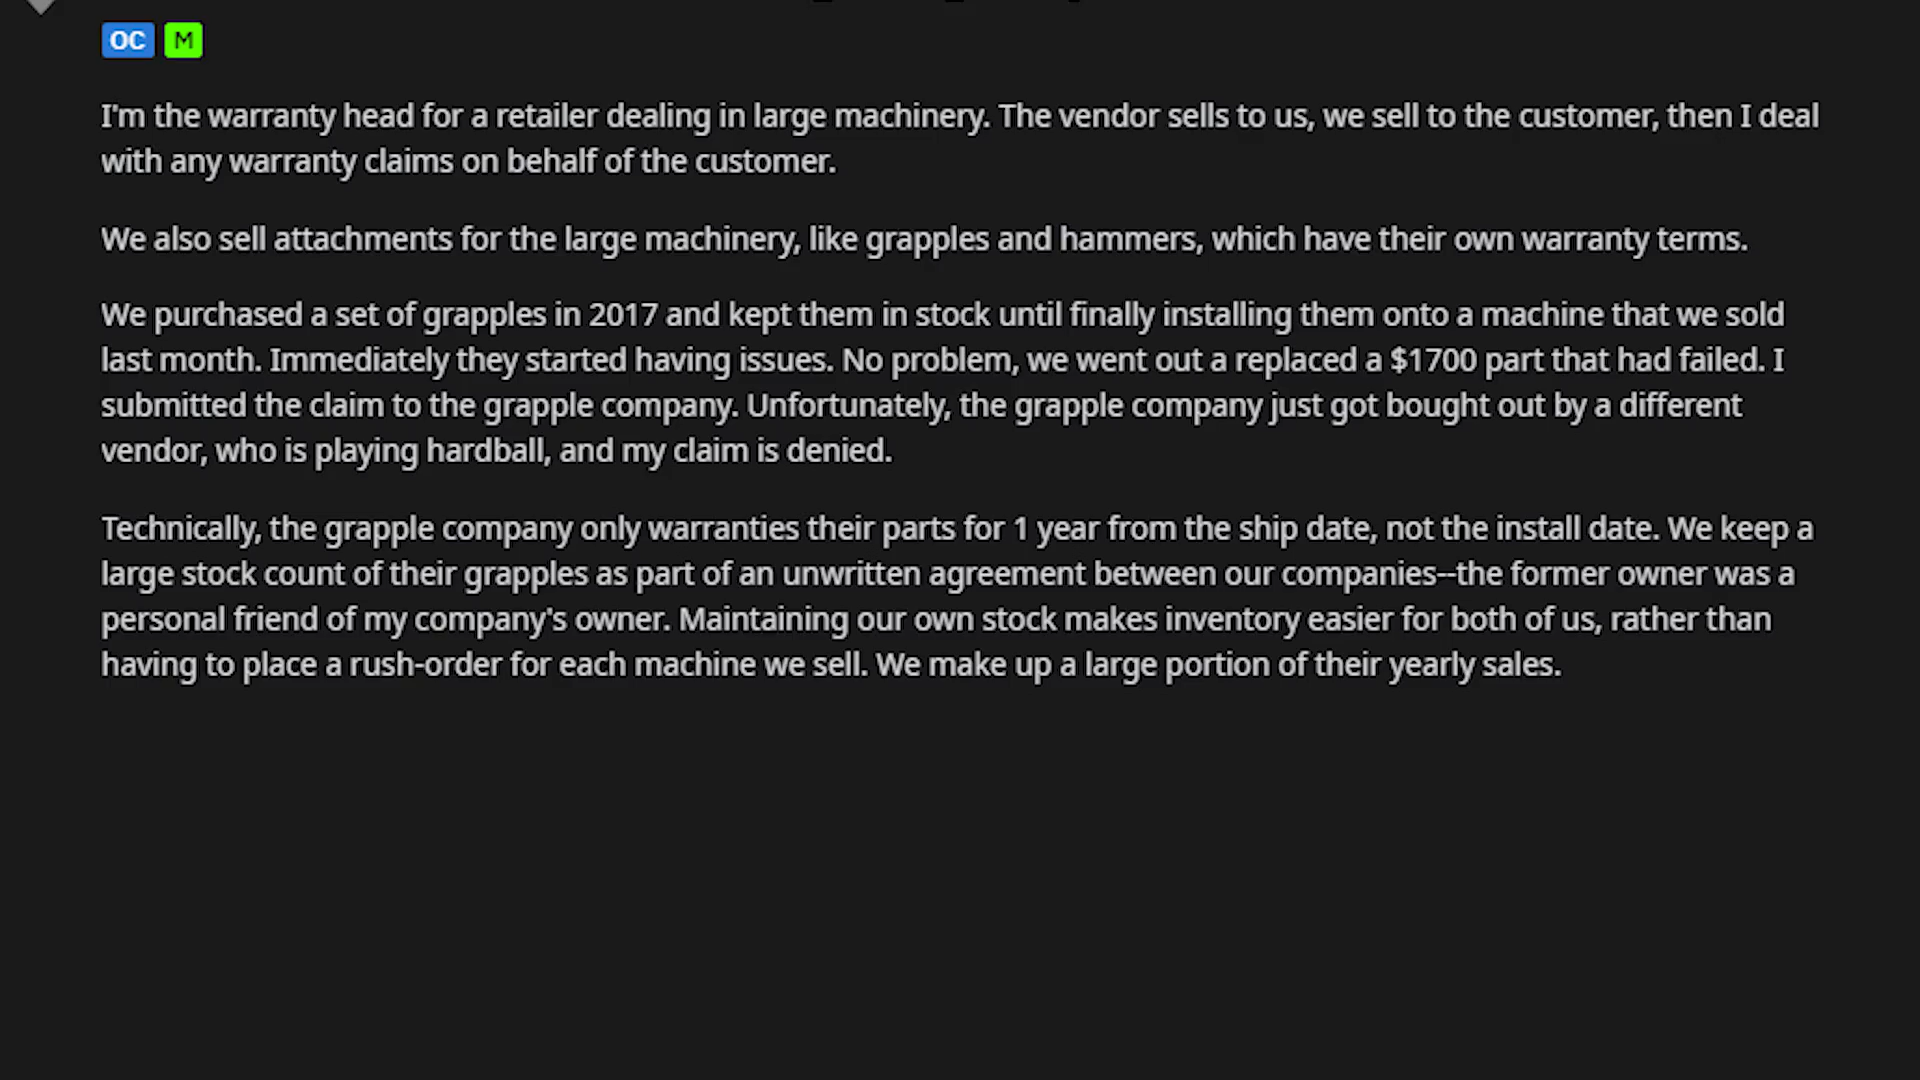 OC M
I'm the warranty head for a retailer dealing in large machinery. The vendor sells to us, we sell to the customer, then I deal
with any warranty claims on behalf of the customer.
We also sell attachments for the large machinery, like grapples and hammers, which have their own warranty terms.
We purchased a set of grapples in 2017 and kept them in stock until finally installing them onto a machine that we sold
last month. Immediately they started having issues. No problem, we went out a replaced a $1700 part that had failed. I
submitted the claim to the grapple company. Unfortunately, the grapple company just got bought out by a different
vendor, who is playing hardball, and my claim is denied.
Technically, the grapple company only warranties their parts for 1 year from the ship date, not the install date. We keep a
large stock count of their grapples as part of an unwritten agreement between our companies--the former owner was a
personal friend of my company's owner. Maintaining our own stock makes inventory easier for both of us, rather than
having to place a rush-order for each machine we sell. We make up a large portion of their yearly sales.